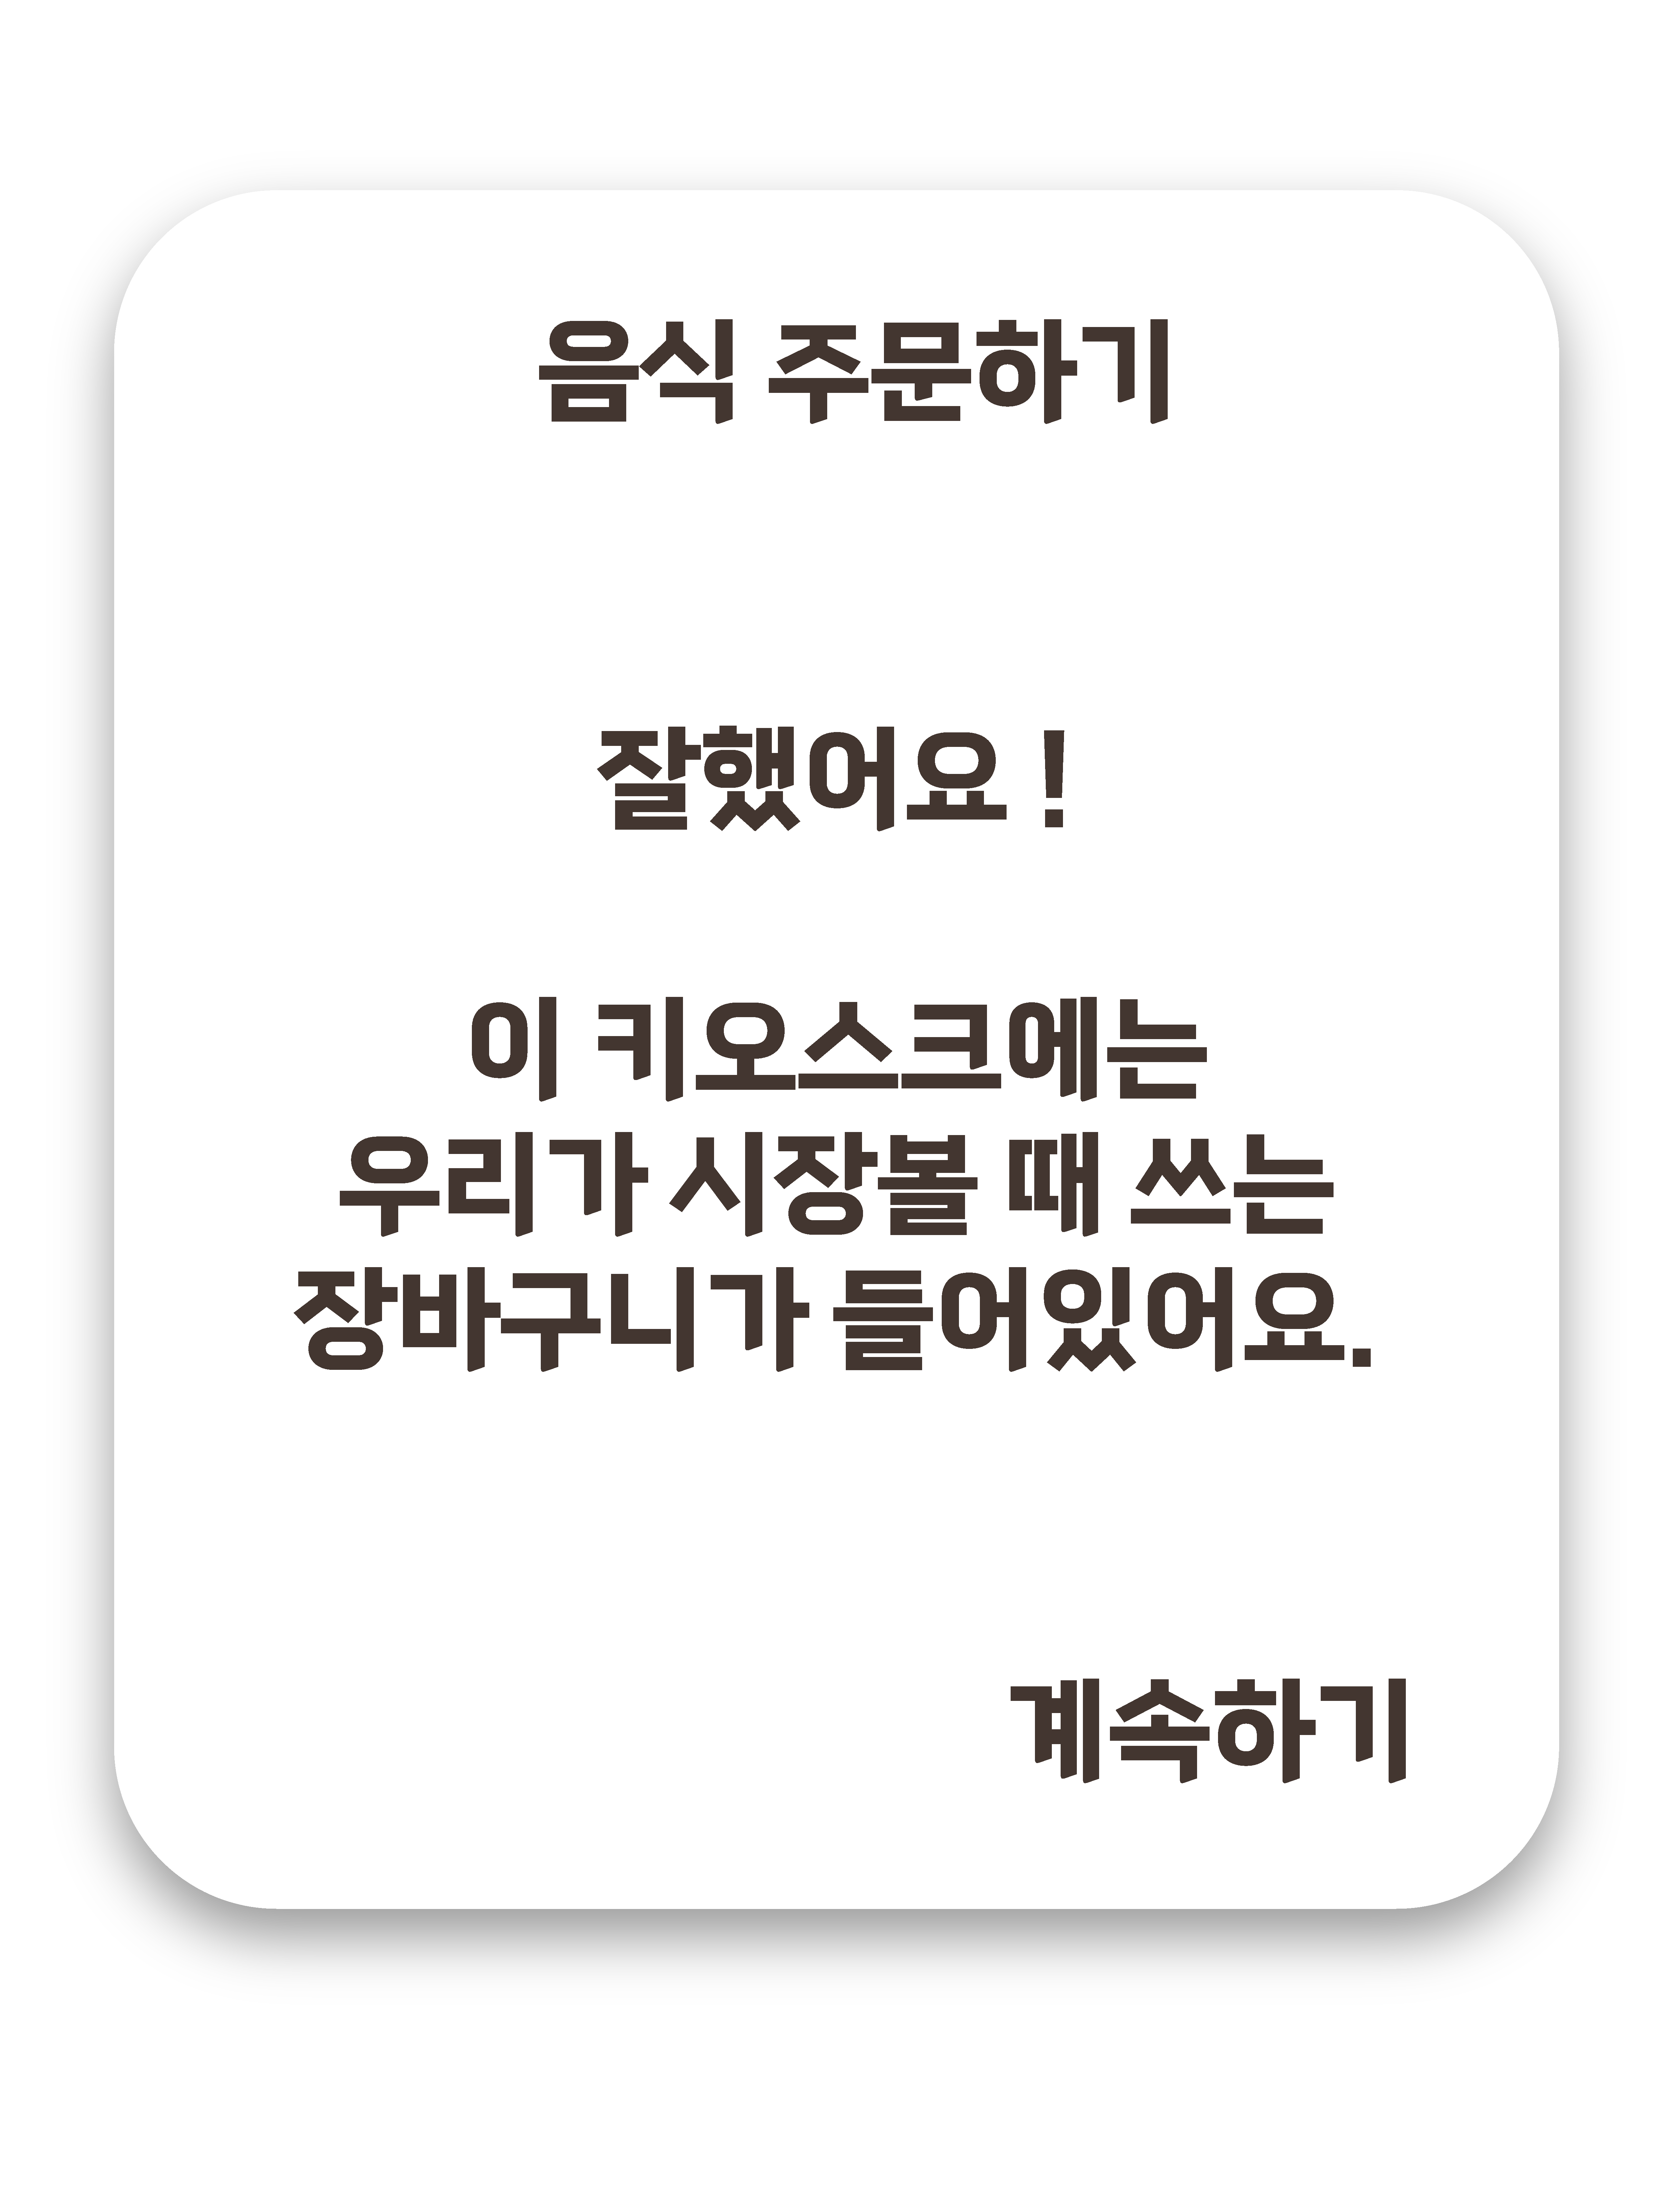 음식 주문하기
잘했어요 !
이 키오스크에는
우리가 시장볼 때 쓰는
장바구니가 들어있어요.
계속하기